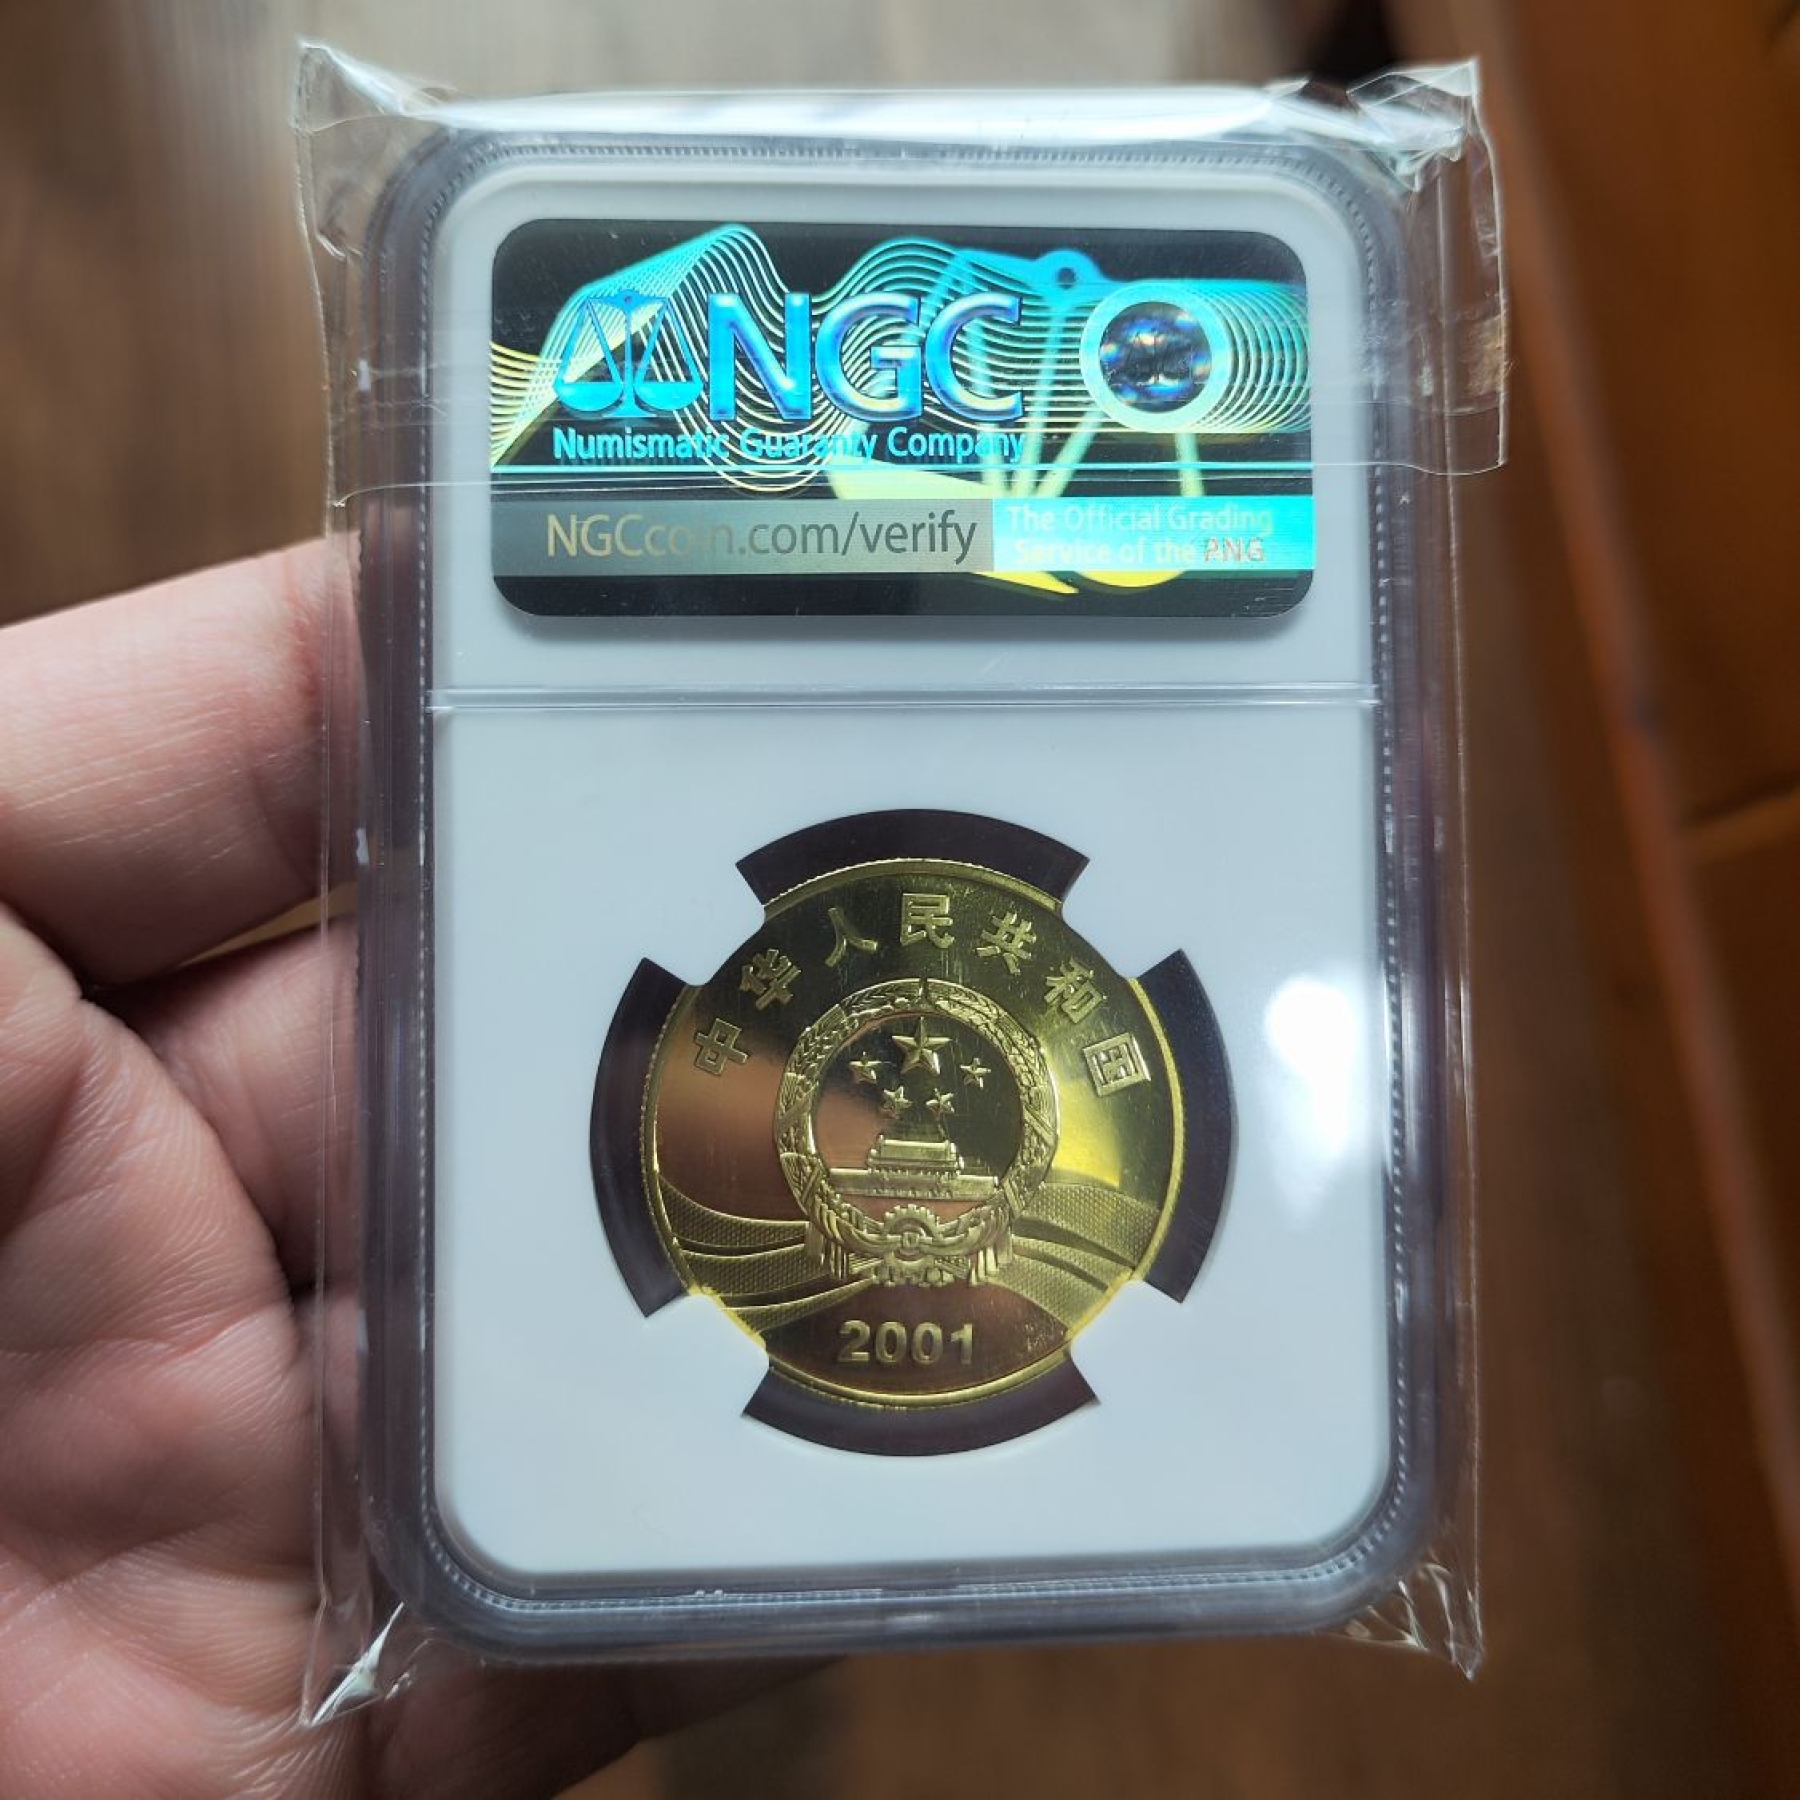 NGC
Numismatic Guaranty Company
NGCcoin.com/verify
The Official Grading
Service of the
中华人民共和国
2001